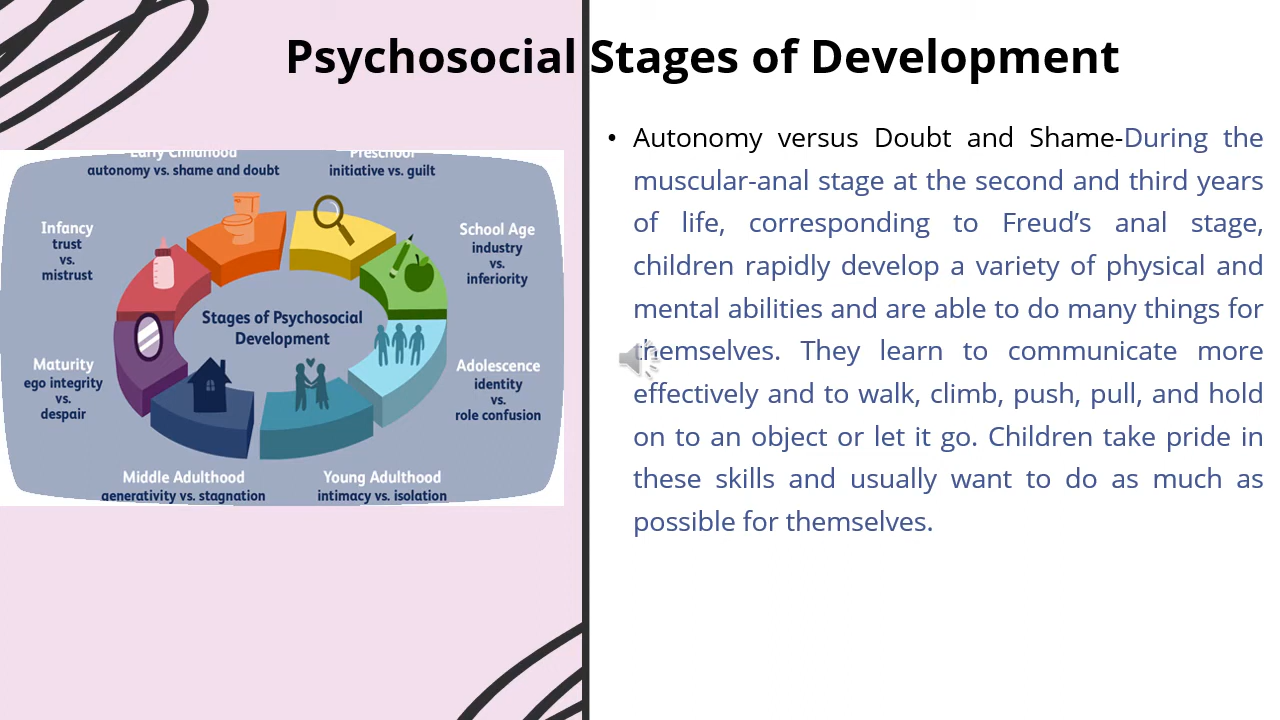 Psychosocial Stages of Development
Early Childhood
autonomy vs. shame and doubt
Preschool
initiative vs. guilt
Infancy
trust
vs.
mistrust
School Age
industry
vs.
inferiority
Stages of Psychosocial
Development
Maturity
ego integrity
vs.
despair
Adolescence
identity
vs.
role confusion
Middle Adulthood
generativity vs. stagnation
Young Adulthood
intimacy vs. isolation
• Autonomy versus Doubt and Shame-During the
muscular-anal stage at the second and third years
of life, corresponding to Freud’s anal stage,
children rapidly develop a variety of physical and
mental abilities and are able to do many things for
themselves. They learn to communicate more
effectively and to walk, climb, push, pull, and hold
on to an object or let it go. Children take pride in
these skills and usually want to do as much as
possible for themselves.